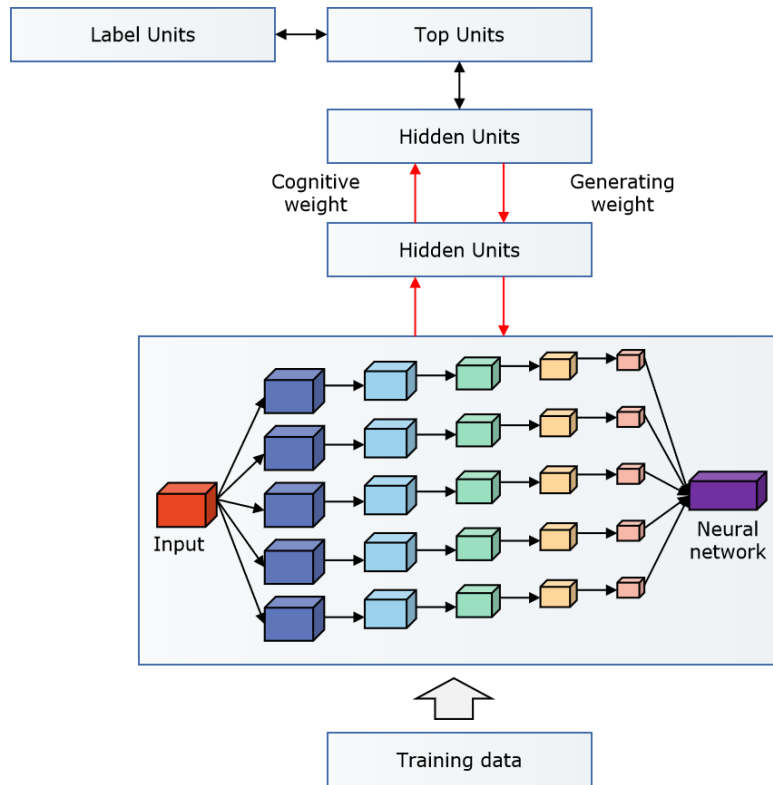 Label Units
Top Units
Hidden Units
Cognitive
weight
Generating
weight
Hidden Units
Input
Neural
network
Training data